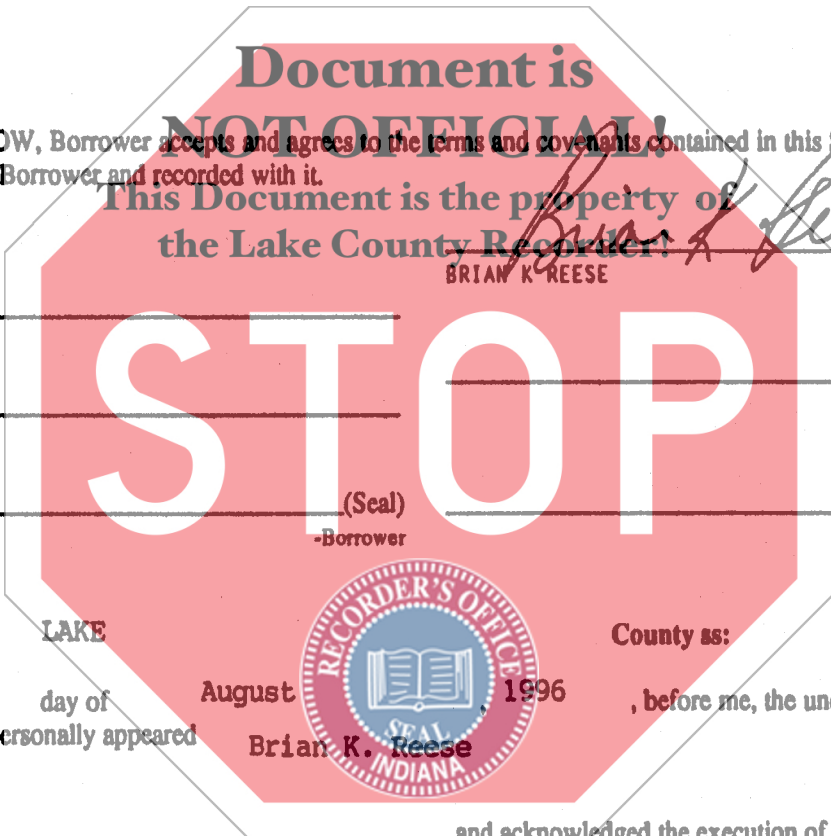 Document is
NOT OFFICIAL!
OW, Borrower accepts and agrees to the terms and covenants contained in this
Borrower and recorded with it.
This Document is the property of
the Lake County Recorder!
Brian K
BRIAN K REESE
STOP
(Seal)
-Borrower
RECORDER'S OFFICE
SEAL
INDIANA
LAKE County ss:
day of August , 1996 , before me, the un
ersonally appeared Brian K. Reese
and acknowledged the execution of